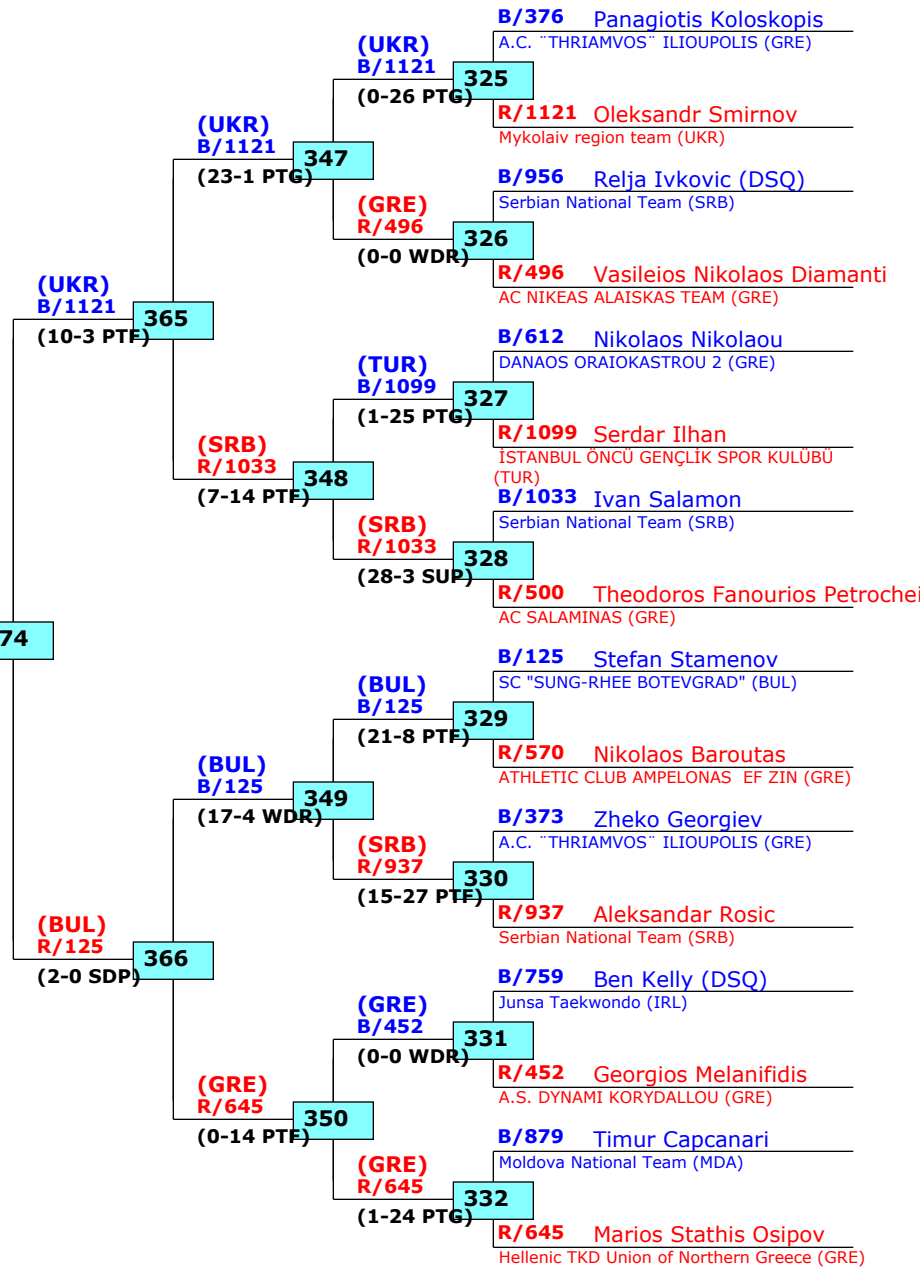 B/376 Panagiotis Koloskopis
A.C. ¨THRIAMVOS¨ ILIOUPOLIS (GRE)
(UKR)
B/1121
325
(0-26 PTG)
R/1121 Oleksandr Smirnov
Mykolaiv region team (UKR)
(UKR)
B/1121
347
(23-1 PTG)
B/956 Relja Ivkovic (DSQ)
Serbian National Team (SRB)
(GRE)
R/496
326
(0-0 WDR)
R/496 Vasileios Nikolaos Diamanti
AC NIKEAS ALAISKAS TEAM (GRE)
(UKR)
B/1121
365
(10-3 PTF)
B/612 Nikolaos Nikolaou
DANAOS ORAIOKASTROU 2 (GRE)
(TUR)
B/1099
327
(1-25 PTG)
R/1099 Serdar Ilhan
İSTANBUL ÖNCÜ GENÇLİK SPOR KULÜBÜ
(TUR)
(SRB)
R/1033
348
(7-14 PTF)
B/1033 Ivan Salamon
Serbian National Team (SRB)
(SRB)
R/1033
328
(28-3 SUP)
R/500 Theodoros Fanourios Petrochei
AC SALAMINAS (GRE)
74
B/125 Stefan Stamenov
SC "SUNG-RHEE BOTEVGRAD" (BUL)
(BUL)
B/125
329
(21-8 PTF)
R/570 Nikolaos Baroutas
ATHLETIC CLUB AMPELONAS  EF ZIN (GRE)
(BUL)
B/125
349
(17-4 WDR)
B/373 Zheko Georgiev
A.C. ¨THRIAMVOS¨ ILIOUPOLIS (GRE)
(SRB)
R/937
330
(15-27 PTF)
R/937 Aleksandar Rosic
Serbian National Team (SRB)
(BUL)
R/125
366
(2-0 SDP)
B/759 Ben Kelly (DSQ)
Junsa Taekwondo (IRL)
(GRE)
B/452
331
(0-0 WDR)
R/452 Georgios Melanifidis
A.S. DYNAMI KORYDALLOU (GRE)
(GRE)
R/645
350
(0-14 PTF)
B/879 Timur Capcanari
Moldova National Team (MDA)
(GRE)
R/645
332
(1-24 PTG)
R/645 Marios Stathis Osipov
Hellenic TKD Union of Northern Greece (GRE)